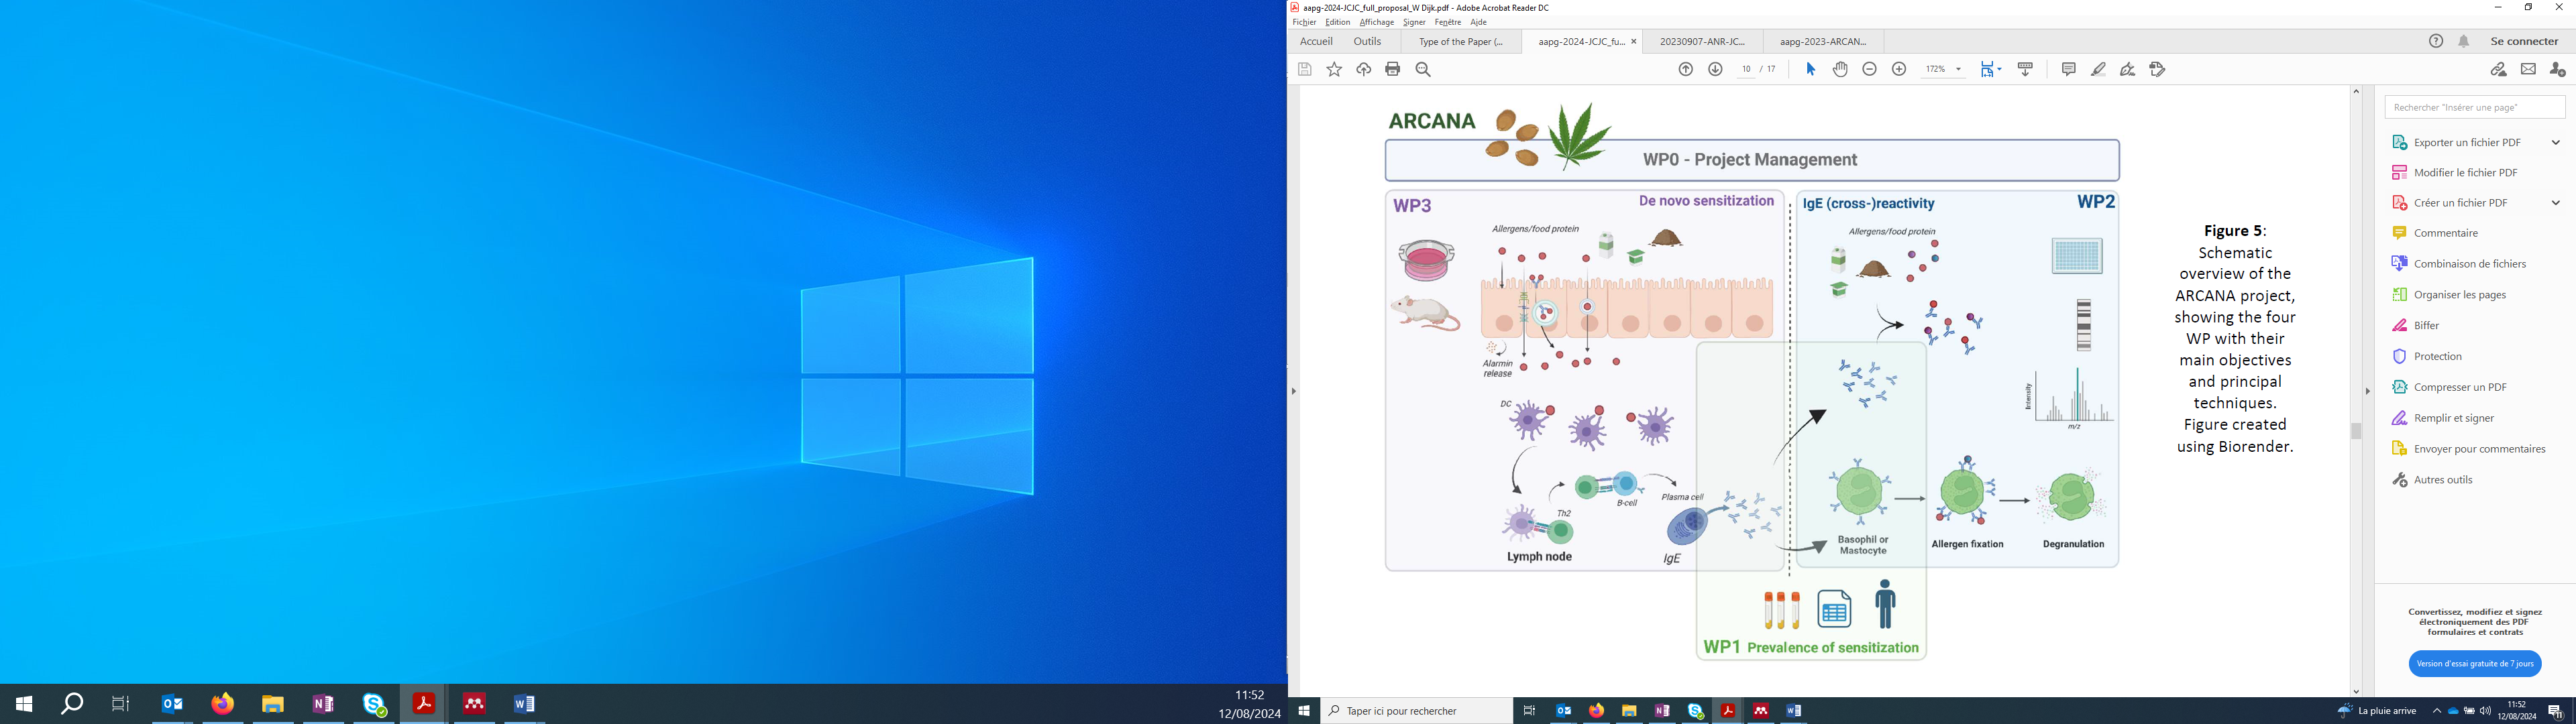 aapg-2024-JCJC_full_proposal_W Dijk.pdf - Adobe Acrobat Reader DC
Fichier Edition Affichage Signer Fenêtre Aide
Accueil Outils Type of the Paper (... aapg-2024-JCJC_fu... × 20230907-ANR-JC... aapg-2023-ARCAN... Se connecter
10 / 17 172%
ARCANA
WP0 - Project Management
WP3 De novo sensitization
Allergens/food protein
Alarmin
release
DC
Th2
B-cell
Plasma cell
Lymph node
IgE
IgE (cross-)reactivity WP2
Allergens/food protein
Intensity
m/z
Basophil or
Mastocyte
Allergen fixation
Degranulation
WP1 Prevalence of sensitization
Figure 5:
Schematic
overview of the
ARCANA project,
showing the four
WP with their
main objectives
and principal
techniques.
Figure created
using Biorender.
Rechercher "Insérer une page"
Exporter un fichier PDF
Modifier le fichier PDF
Créer un fichier PDF
Commentaire
Combinaison de fichiers
Organiser les pages
Biffer
Protection
Compresser un PDF
Remplir et signer
Envoyer pour commentaires
Autres outils
Convertissez, modifiez et signez
électroniquement des PDF
formulaires et contrats
Version d'essai gratuite de 7 jours
11:52
12/08/2024
Taper ici pour rechercher
La pluie arrive
11:52
12/08/2024